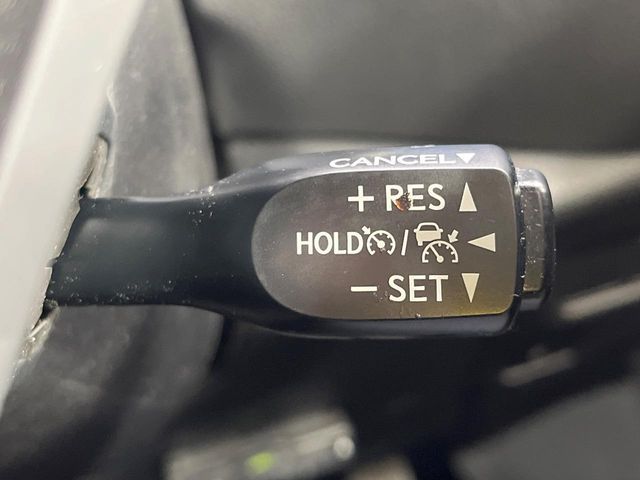 CANCEL▼
+ RES ▲
HOLD / ◀
− SET ▼